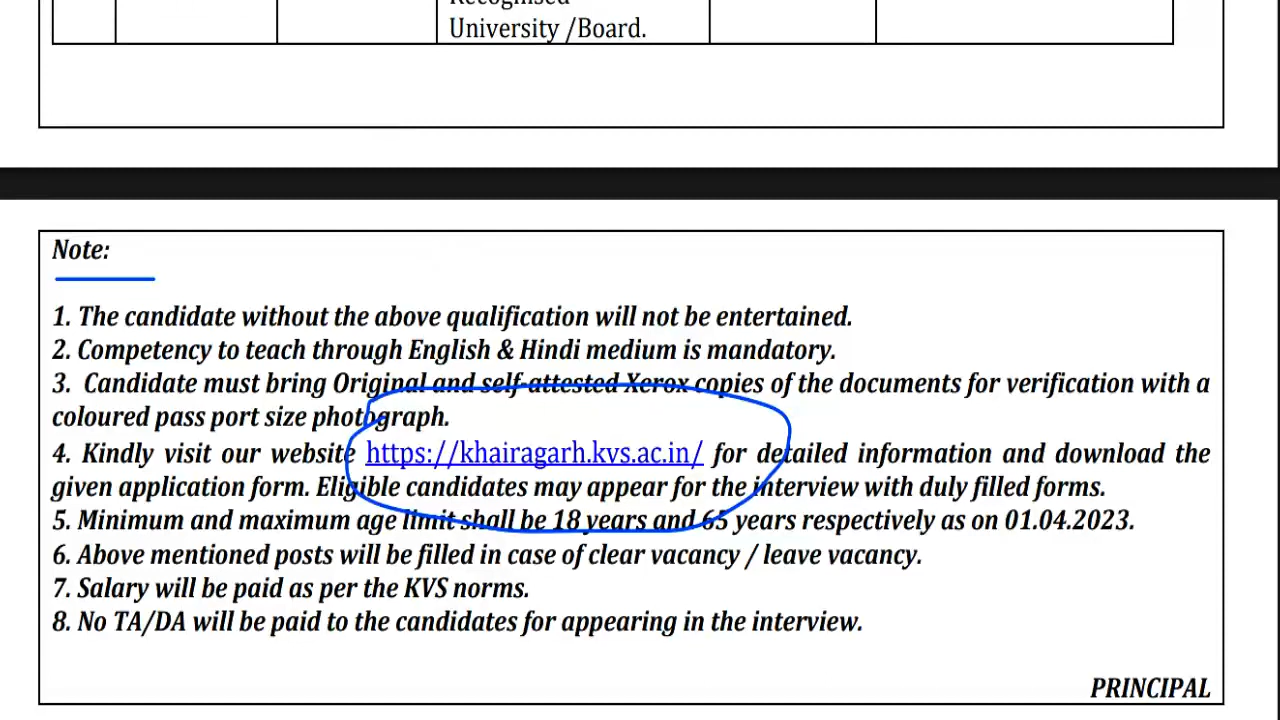 University /Board.
Note:
1. The candidate without the above qualification will not be entertained.
2. Competency to teach through English & Hindi medium is mandatory.
3. Candidate must bring Original and self-attested Xerox copies of the documents for verification with a
coloured pass port size photograph.
4. Kindly visit our website https://khairagarh.kvs.ac.in/ for detailed information and download the
given application form. Eligible candidates may appear for the interview with duly filled forms.
5. Minimum and maximum age limit shall be 18 years and 65 years respectively as on 01.04.2023.
6. Above mentioned posts will be filled in case of clear vacancy / leave vacancy.
7. Salary will be paid as per the KVS norms.
8. No TA/DA will be paid to the candidates for appearing in the interview.
PRINCIPAL